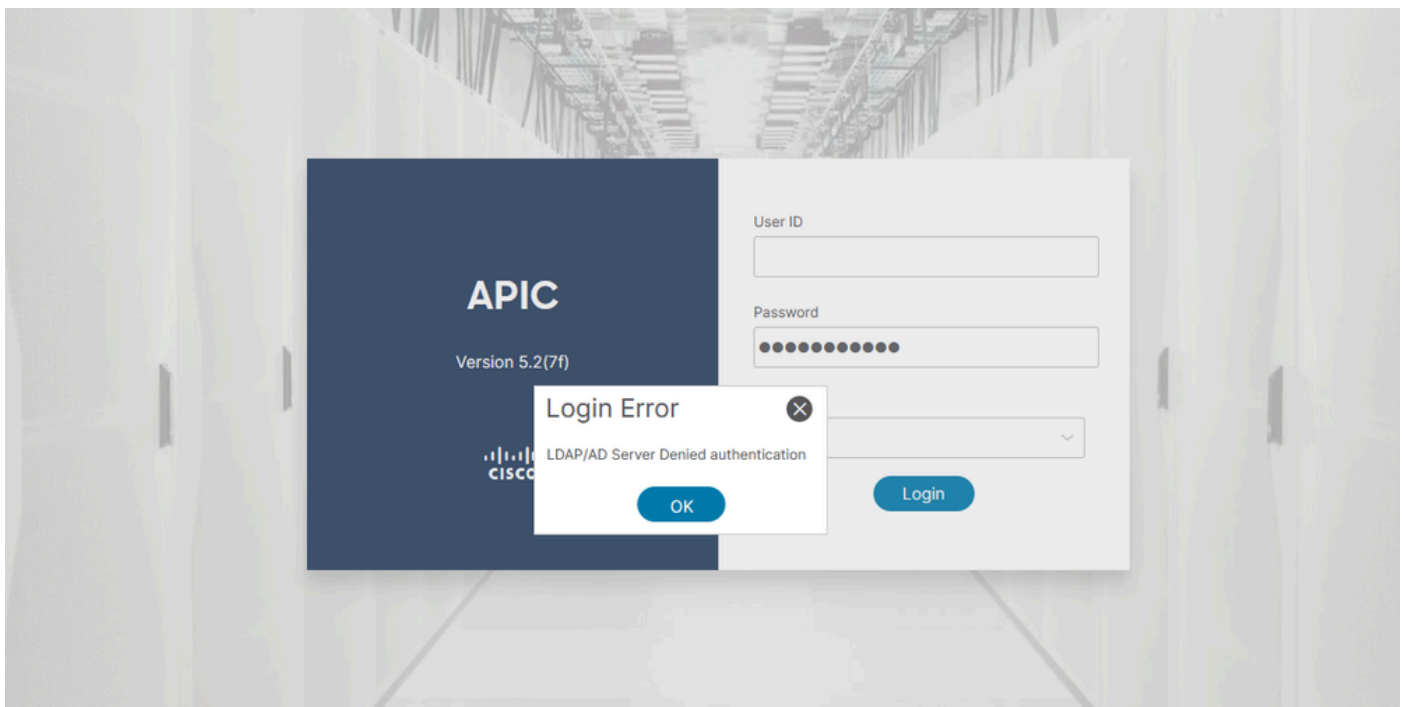 User ID
APIC
Password
●●●●●●●●●●●
Version 5.2(7f)
Login Error
LDAP/AD Server Denied authentication
OK
Login